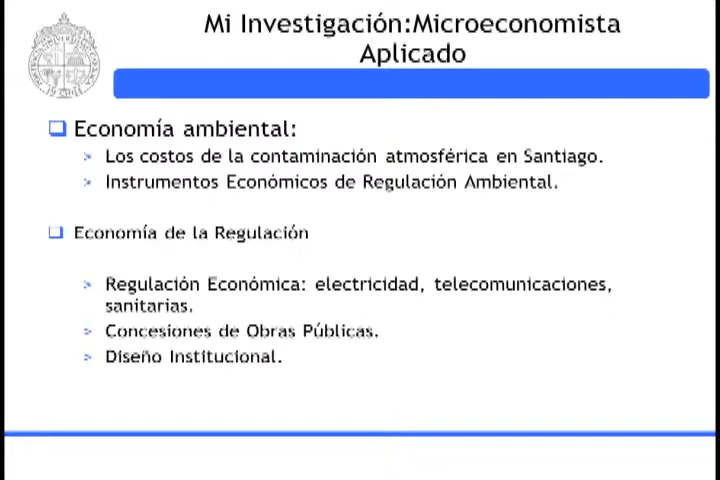 Mi Investigación:Microeconomista
Aplicado
Economía ambiental:
Los costos de la contaminación atmosférica en Santiago.
Instrumentos Económicos de Regulación Ambiental.
Economía de la Regulación
Regulación Económica: electricidad, telecomunicaciones,
sanitarias.
Concesiones de Obras Públicas.
Diseño Institucional.